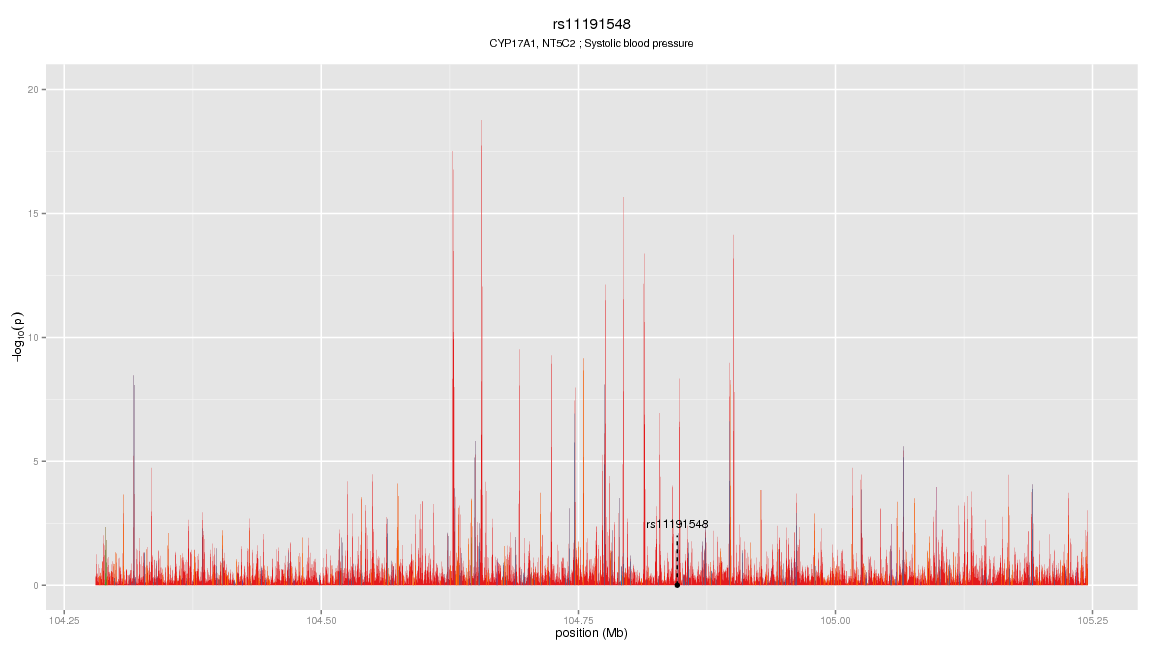 rs11191548
CYP17A1, NT5C2 ; Systolic blood pressure
20
15
10
5
0
−log10(p)
rs11191548
104.25 104.50 104.75 105.00 105.25
position (Mb)